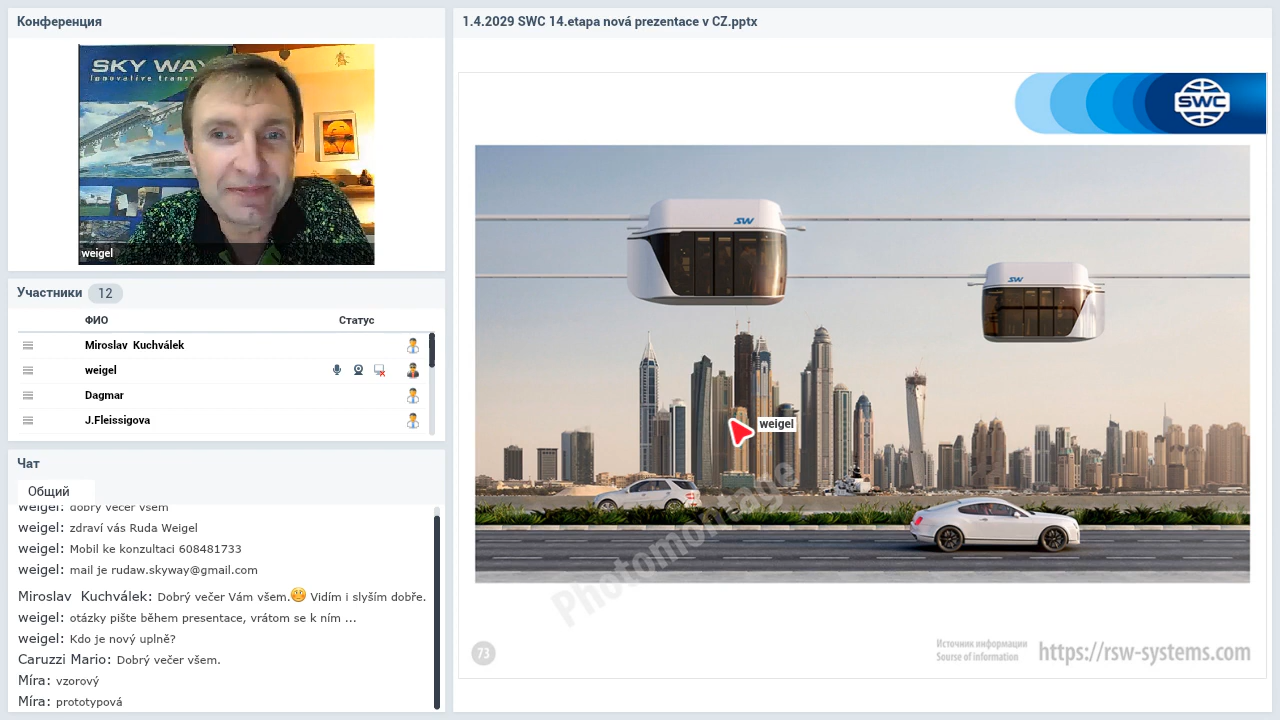 Конференция
SKY WAY
weigel
Участники 12
ФИО Статус
Miroslav Kuchválek
weigel
Dagmar
J.Fleissigova
Чат
Общий
weigel: dobrý večer všem
weigel: zdraví vás Ruda Weigel
weigel: Mobil ke konzultaci 608481733
weigel: mail je rudaw.skyway@gmail.com
Miroslav Kuchválek: Dobrý večer Vám všem. Vidím i slyším dobře.
weigel: otázky pište během presentace, vrátom se k ním ...
weigel: Kdo je nový uplně?
Caruzzi Mario: Dobrý večer všem.
Míra: vzorový
Míra: prototypová
1.4.2029 SWC 14.etapa nová prezentace v CZ.pptx
SWC
SW
SW
weigel
Photomontage
73
Источник информации
Sourse of information
https://rsw-systems.com